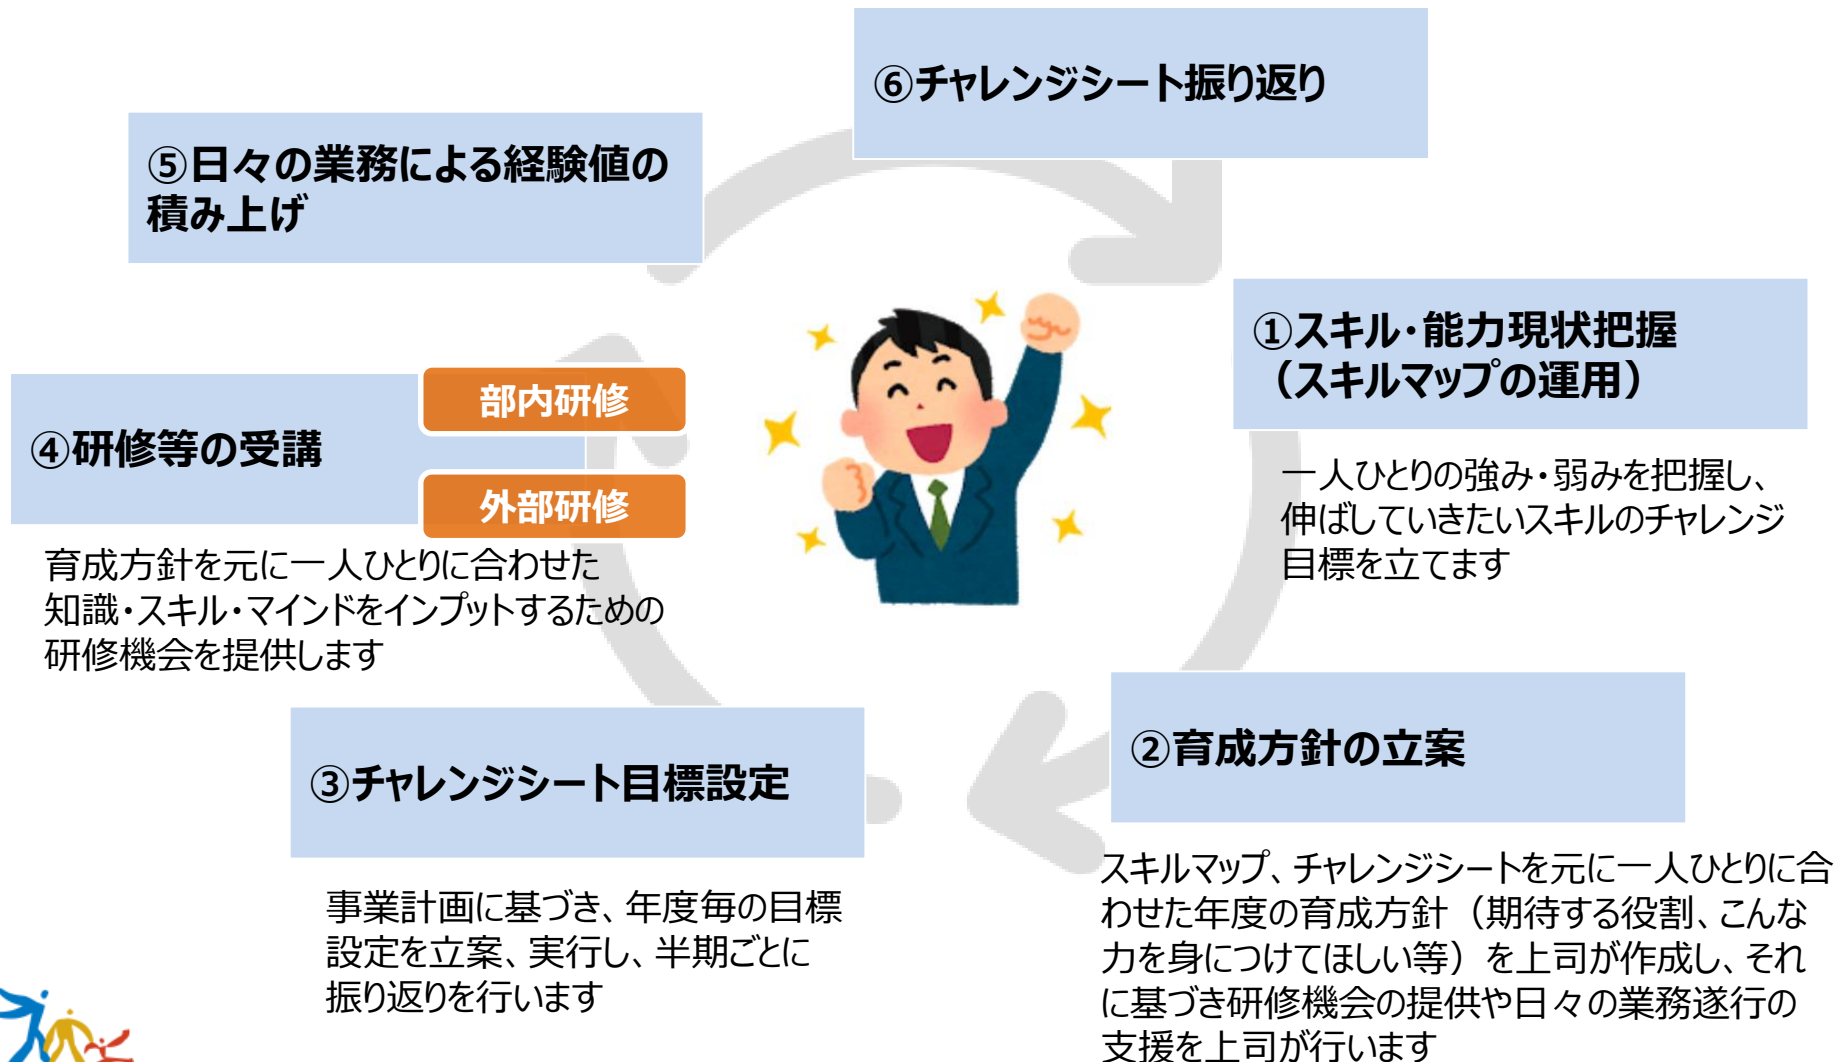 ⑥チャレンジシート振り返り
⑤日々の業務による経験値の
積み上げ
①スキル・能力現状把握
（スキルマップの運用）
一人ひとりの強み・弱みを把握し、
伸ばしていきたいスキルのチャレンジ
目標を立てます
④研修等の受講
部内研修
外部研修
育成方針を元に一人ひとりに合わせた
知識・スキル・マインドをインプットするための
研修機会を提供します
②育成方針の立案
スキルマップ、チャレンジシートを元に一人ひとりに合
わせた年度の育成方針（期待する役割、こんな
力を身につけてほしい等）を上司が作成し、それ
に基づき研修機会の提供や日々の業務遂行の
支援を上司が行います
③チャレンジシート目標設定
事業計画に基づき、年度毎の目標
設定を立案、実行し、半期ごとに
振り返りを行います